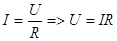 I = U/R => U = IR